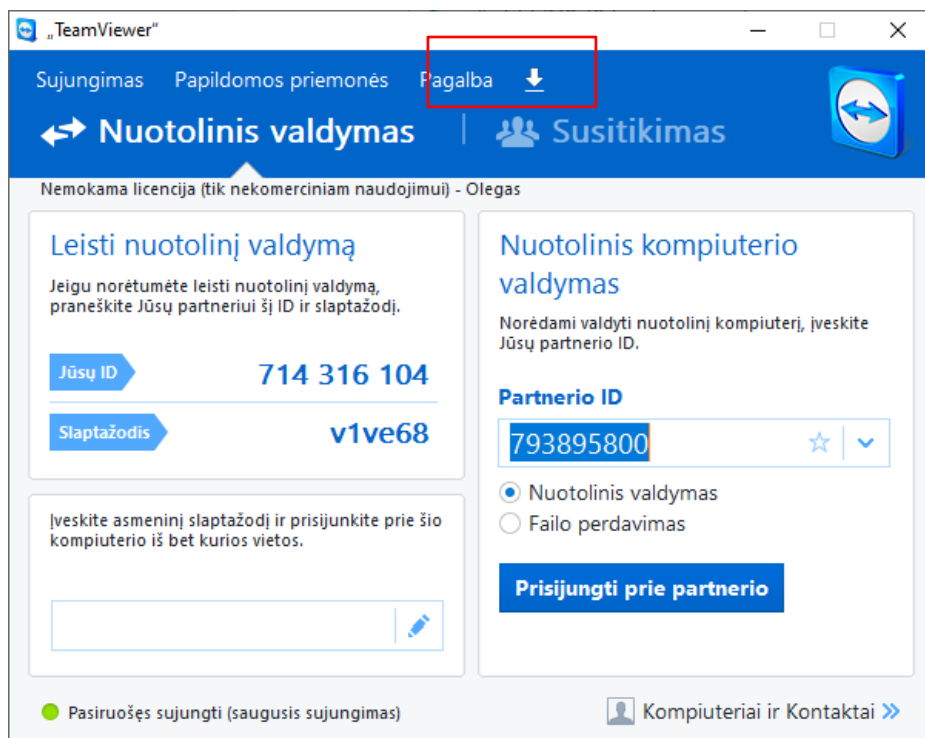 „TeamViewer“
Sujungimas Papildomos priemonės Pagalba
Nuotolinis valdymas Susitikimas
Nemokama licencija (tik nekomerciniam naudojimui) - Olegas
Leisti nuotolinį valdymą
Jeigu norėtumėte leisti nuotolinį valdymą,
praneškite Jūsų partneriui šį ID ir slaptažodį.
Jūsų ID 714 316 104
Slaptažodis v1ve68
Įveskite asmeninį slaptažodį ir prisijunkite prie šio
kompiuterio iš bet kurios vietos.
Nuotolinis kompiuterio
valdymas
Norėdami valdyti nuotolinį kompiuterį, įveskite
Jūsų partnerio ID.
Partnerio ID
793895800
Nuotolinis valdymas
Failo perdavimas
Prisijungti prie partnerio
Pasiruošęs sujungti (saugusis sujungimas)
Kompiuteriai ir Kontaktai